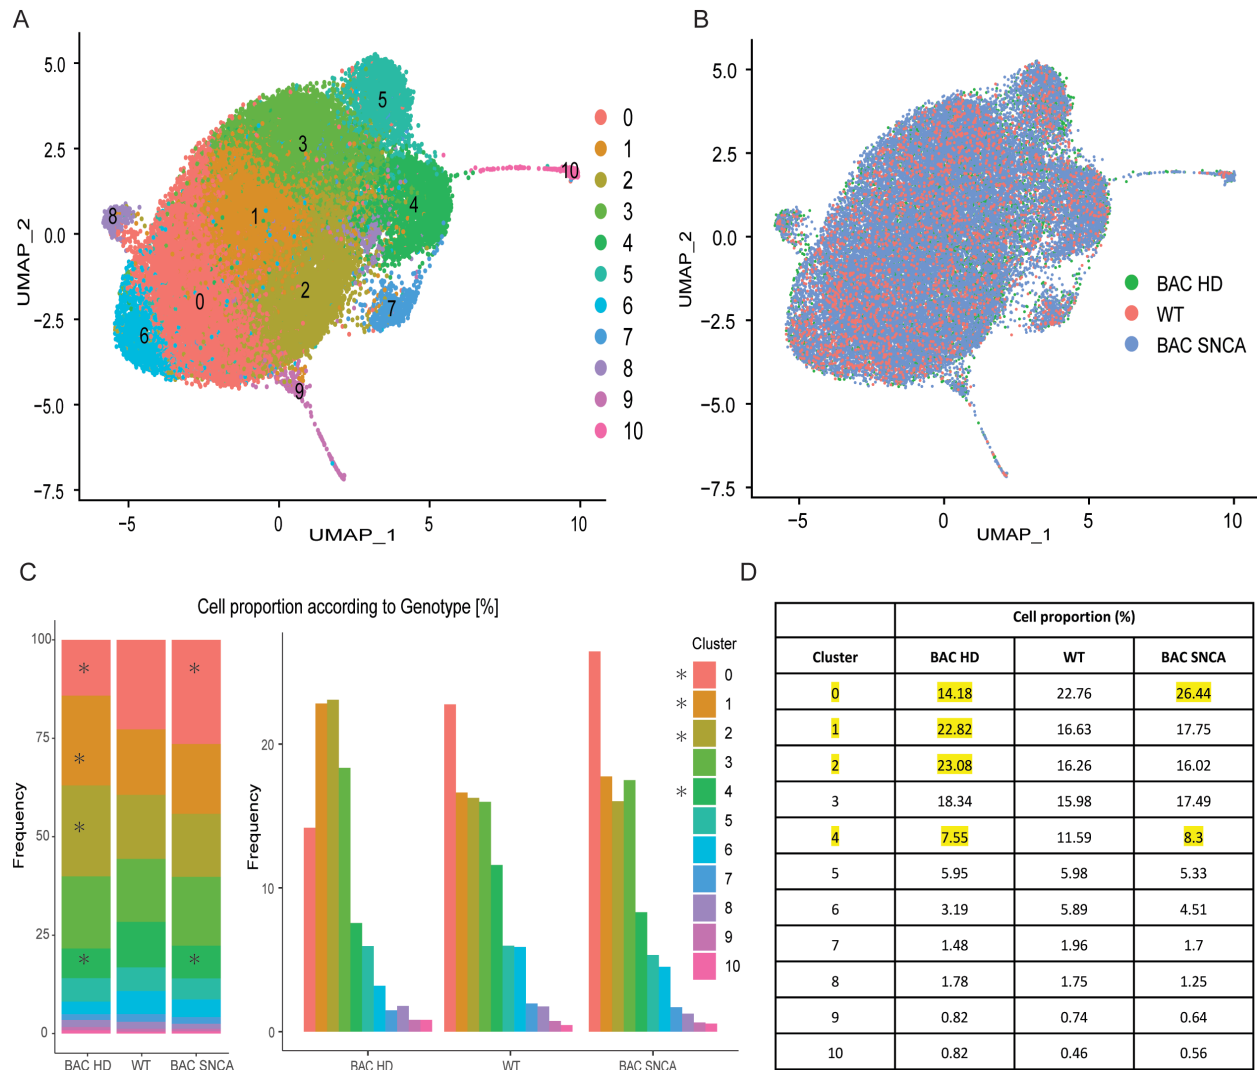 A
5.0
2.5
0.0
−2.5
−5.0
−7.5
UMAP_2
−5
0
5
10
UMAP_1
0
1
2
3
4
5
6
7
8
9
10
0
1
2
3
4
5
6
7
8
9
10
B
5.0
2.5
0.0
−2.5
−5.0
−7.5
UMAP_2
−5
0
5
10
UMAP_1
BAC HD
WT
BAC SNCA
C
Cell proportion according to Genotype [%]
100
75
50
25
0
Frequency
* *
*
*
* *
BAC HD WT BAC SNCA
20
10
0
Frequency
BAC HD WT BAC SNCA
Cluster
* 0
* 1
* 2
3
* 4
5
6
7
8
9
10
D
Cell proportion (%)
Cluster BAC HD WT BAC SNCA
0 14.18 22.76 26.44
1 22.82 16.63 17.75
2 23.08 16.26 16.02
3 18.34 15.98 17.49
4 7.55 11.59 8.3
5 5.95 5.98 5.33
6 3.19 5.89 4.51
7 1.48 1.96 1.7
8 1.78 1.75 1.25
9 0.82 0.74 0.64
10 0.82 0.46 0.56